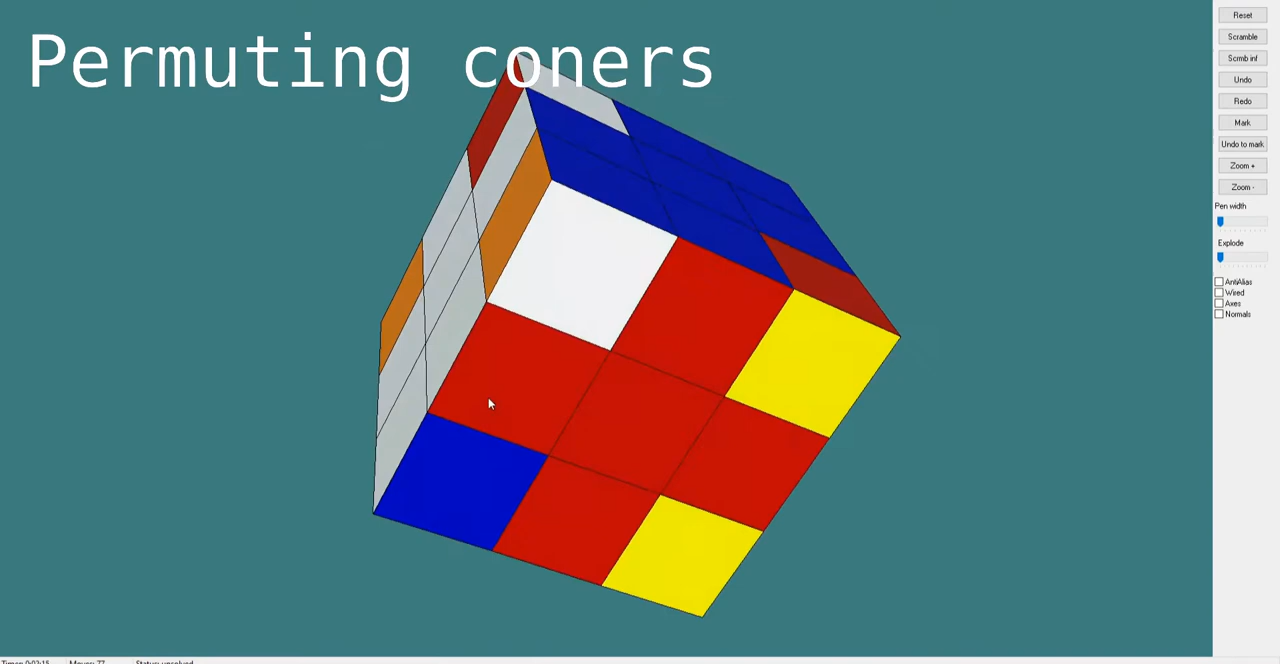 Permuting coners
Reset
Scramble
Scrmb inf
Undo
Redo
Mark
Undo to mark
Zoom +
Zoom -
Pen width
Explode
AntiAlias
Wired
Axes
Normals